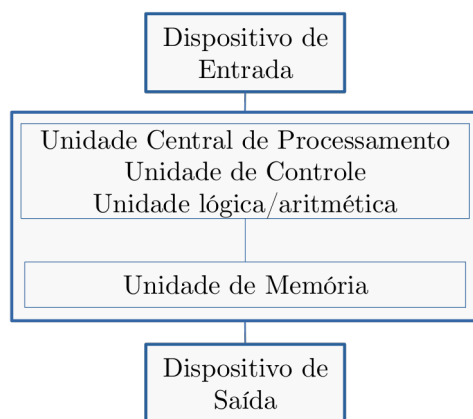 Dispositivo de
Entrada
Unidade Central de Processamento
Unidade de Controle
Unidade lógica/aritmética
Unidade de Memória
Dispositivo de
Saída